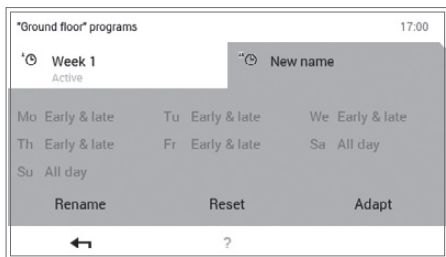 "Ground floor" programs 17:00
Week 1 New name
Active
Mo Early & late Tu Early & late We Early & late
Th Early & late Fr Early & late Sa All day
Su All day
Rename Reset Adapt
?